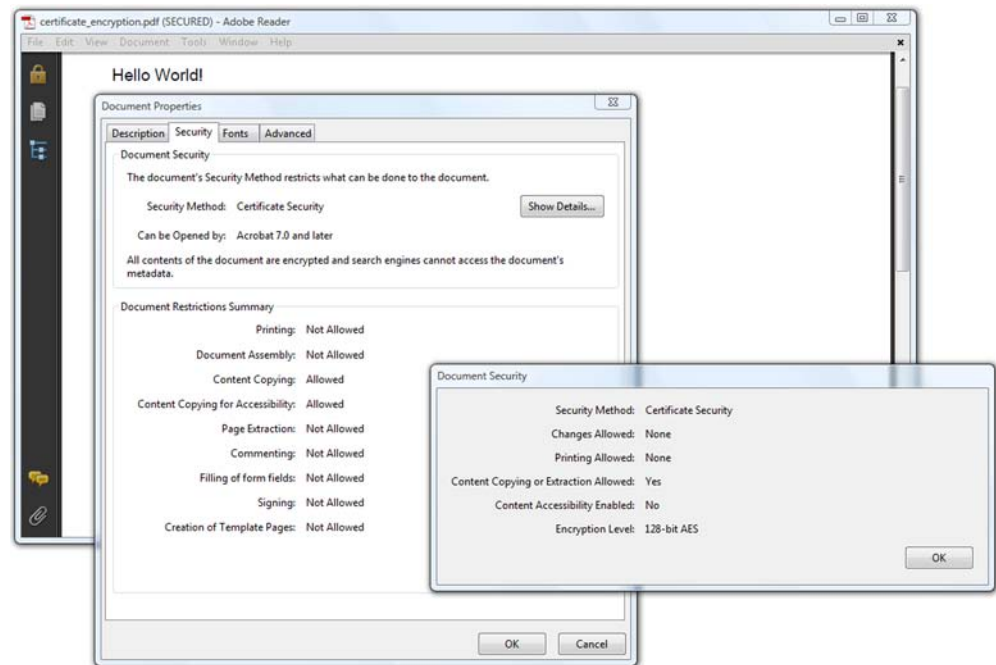 certificate_encryption.pdf (SECURED) - Adobe Reader
File Edit View Document Tools Window Help
Hello World!
Document Properties
Description Security Fonts Advanced
Document Security
The document's Security Method restricts what can be done to the document.
Security Method: Certificate Security
Show Details...
Can be Opened by: Acrobat 7.0 and later
All contents of the document are encrypted and search engines cannot access the document's
metadata.
Document Restrictions Summary
Printing: Not Allowed
Document Assembly: Not Allowed
Content Copying: Allowed
Content Copying for Accessibility: Allowed
Page Extraction: Not Allowed
Commenting: Not Allowed
Filling of form fields: Not Allowed
Signing: Not Allowed
Creation of Template Pages: Not Allowed
OK Cancel
Document Security
Security Method: Certificate Security
Changes Allowed: None
Printing Allowed: None
Content Copying or Extraction Allowed: Yes
Content Accessibility Enabled: No
Encryption Level: 128-bit AES
OK